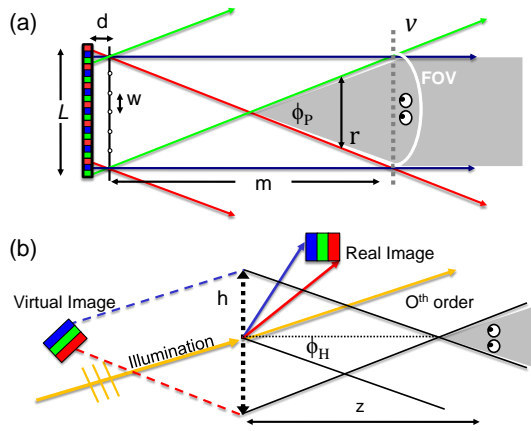 (a)
d
v
FOV
L
w
ϕP
r
m
(b)
Real Image
h
Oth order
Virtual Image
Illumination
ϕH
z